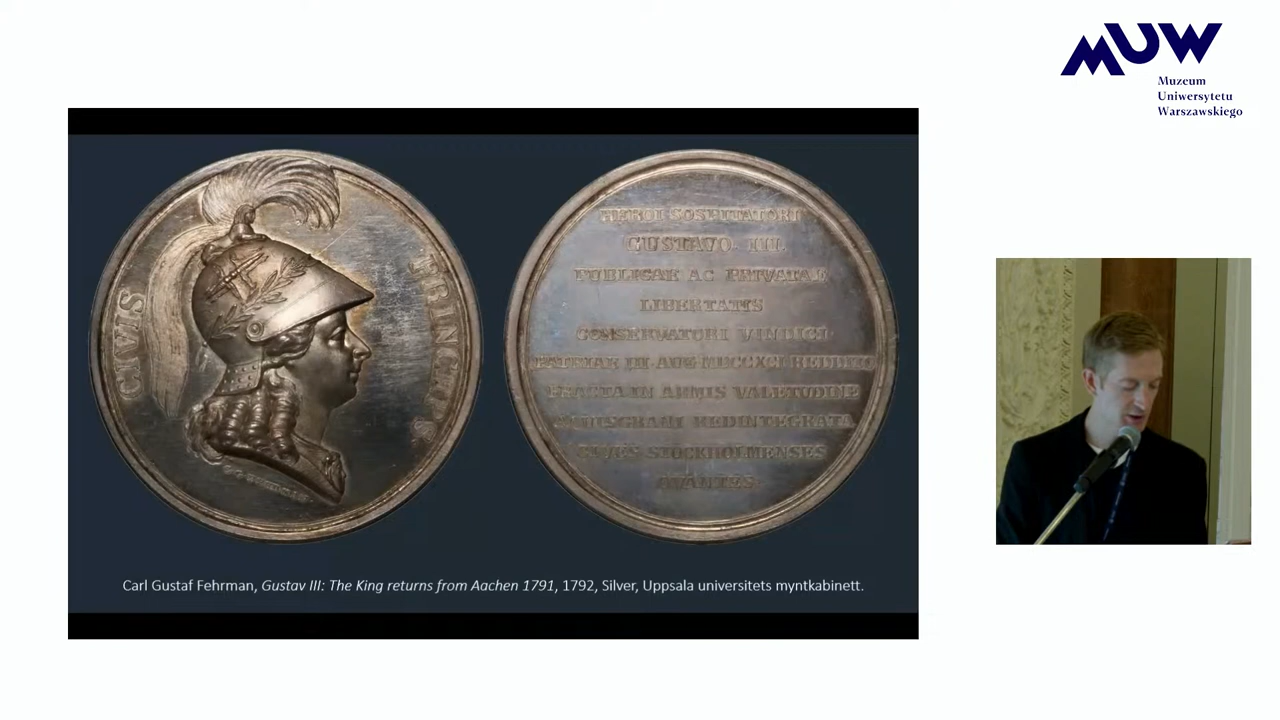 MUW
Muzeum
Uniwersytetu
Warszawskiego
CIVIS
PRINCIPS
HEROI SOSPITATORI
GUSTAVO. III.
PUBLICAE AC PRIVATAE
LIBERTATIS
CONSERVATORI VINDICI
PATRIAE III. AUG. MDCCXCI REDDITO
FRACTA IN ARMIS VALETUDINE
REDINTEGRATA
CIVES STOCKHOLMENSES
OVANTES.
Carl Gustaf Fehrman, Gustav III: The King returns from Aachen 1791, 1792, Silver, Uppsala universitets myntkabinett.